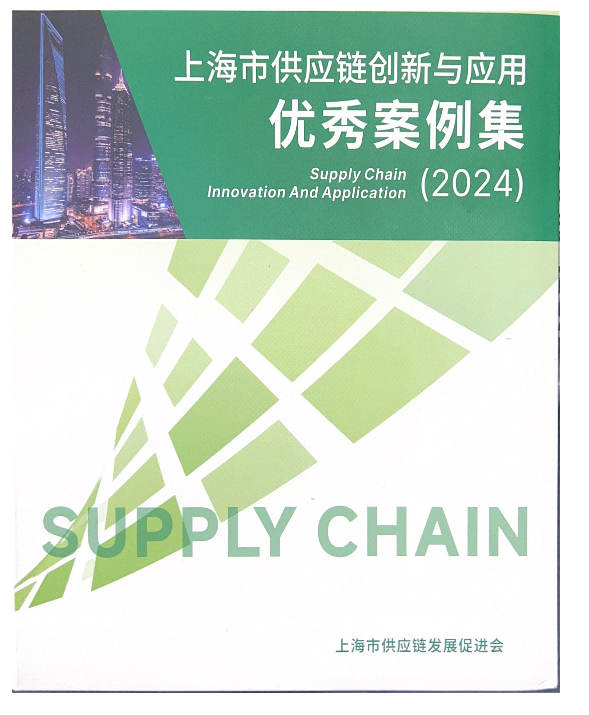 上海市供应链创新与应用
优秀案例集
Supply Chain
Innovation And Application
(2024)
SUPPLY CHAIN
上海市供应链发展促进会